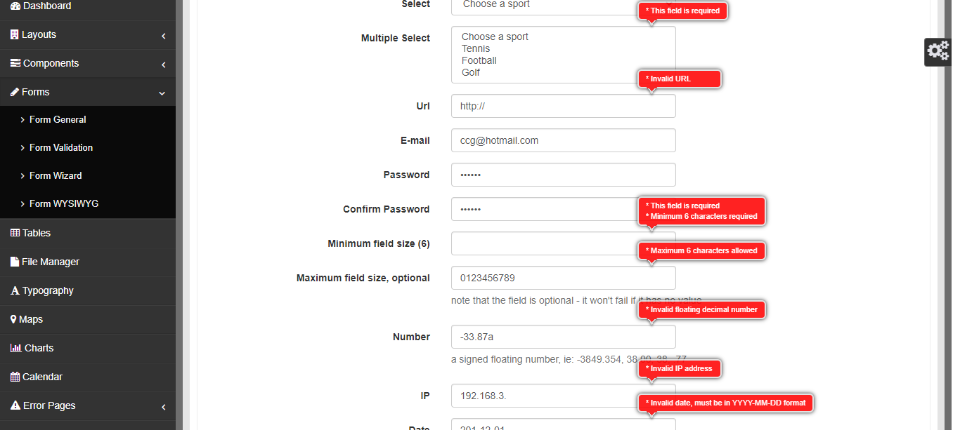 Dashboard
Layouts
Components
Forms
Form General
Form Validation
Form Wizard
Form WYSIWYG
Tables
File Manager
Typography
Maps
Charts
Calendar
Error Pages
Select
Choose a sport
* This field is required
Multiple Select
Choose a sport
Tennis
Football
Golf
* Invalid URL
Url
http://
E-mail
ccg@hotmail.com
Password
••••••
Confirm Password
••••••
* This field is required
* Minimum 6 characters required
Minimum field size (6)
* Maximum 6 characters allowed
Maximum field size, optional
0123456789
note that the field is optional - it won't fail if it has no value
* Invalid floating decimal number
Number
-33.87a
a signed floating number, ie: -3849.354, 38.00, 38, .77
* Invalid IP address
IP
192.168.3.
* Invalid date, must be in YYYY-MM-DD format
Date
201-12-01